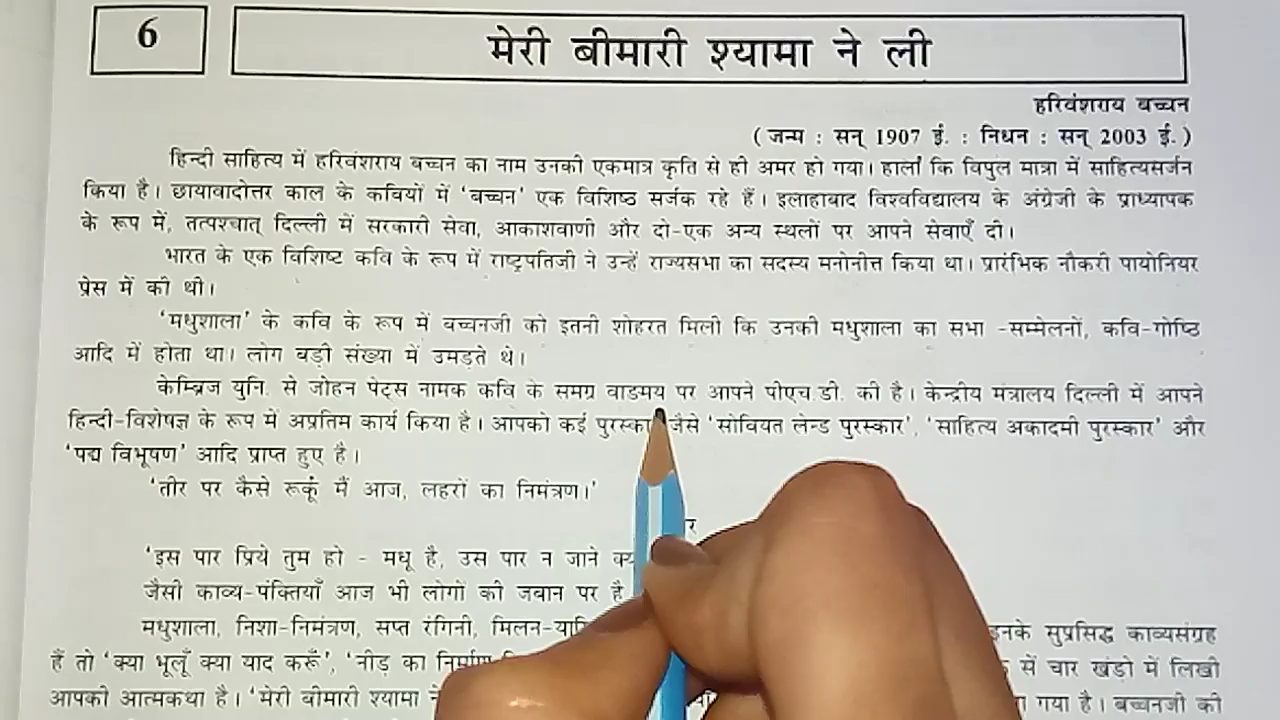 6
मेरी बीमारी श्यामा ने ली
हरिवंशराय बच्चन
( जन्म : सन् 1907 ई. : निधन : सन् 2003 ई. )
हिन्दी साहित्य में हरिवंशराय बच्चन का नाम उनकी एकमात्र कृति से ही अमर हो गया। हालाँ कि विपुल मात्रा में साहित्यसर्जन
किया है। छायावादोत्तर काल के कवियों में ‘बच्चन’ एक विशिष्ठ सर्जक रहे हैं। इलाहाबाद विश्वविद्यालय के अंग्रेजी के प्राध्यापक
के रूप में, तत्पश्चात् दिल्ली में सरकारी सेवा, आकाशवाणी और दो-एक अन्य स्थलों पर आपने सेवाएँ दी।
भारत के एक विशिष्ट कवि के रूप में राष्ट्रपतिजी ने उन्हें राज्यसभा का सदस्य मनोनीत्त किया था। प्रारंभिक नौकरी पायोनियर
प्रेस में की थी।
‘मधुशाला’ के कवि के रूप में बच्चनजी को इतनी शोहरत मिली कि उनकी मधुशाला का सभा -सम्मेलनों, कवि-गोष्ठि
आदि में होता था। लोग बड़ी संख्या में उमड़ते थे।
केम्ब्रिज युनि. से जोहन पेट्स नामक कवि के समग्र वाडमय पर आपने पीएच.डी. की है। केन्द्रीय मंत्रालय दिल्ली में आपने
हिन्दी-विशेषज्ञ के रूप में अप्रतिम कार्य किया है। आपको कई पुरस्कार जैसे ‘सोवियत लेन्ड पुरस्कार’, ‘साहित्य अकादमी पुरस्कार’ और
‘पद्म विभूषण’ आदि प्राप्त हुए है।
‘तीर पर कैसे रूकूँ मैं आज, लहरों का निमंत्रण।’
‘इस पार प्रिये तुम हो - मधू है, उस पार न जाने
जैसी काव्य-पंक्तियाँ आज भी लोगों की जबान पर है
मधुशाला, निशा-निमंत्रण, सप्त रंगिनी, इनके सुप्रसिद्ध काव्यसंग्रह
हैं तो ‘क्या भूलूँ क्या याद करूँ’, ‘नीड़ का निर्माण में चार खंडो में लिखी
आपकी आत्मकथा है। ‘मेरी बीमारी श्यामा गया है। बच्चनजी की